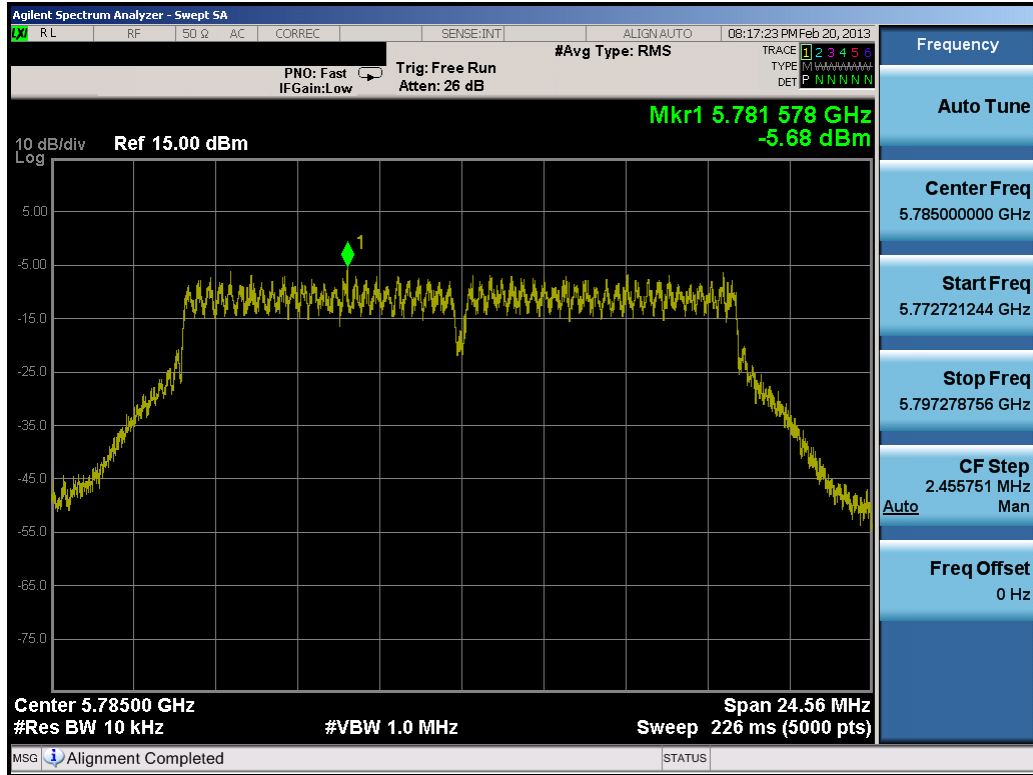 Agilent Spectrum Analyzer - Swept SA
LXI RL RF 50 Ω AC CORREC SENSE:INT ALIGN AUTO 08:17:23 PM Feb 20, 2013
#Avg Type: RMS TRACE 1 2 3 4 5 6
PNO: Fast Trig: Free Run TYPE M WWWWW
IFGain:Low Atten: 26 dB DET P N N N N N
Mkr1 5.781 578 GHz
-5.68 dBm
10 dB/div Ref 15.00 dBm
Log
5.00
1
-5.00
-15.0
-25.0
-35.0
-45.0
-55.0
-65.0
-75.0
Center 5.78500 GHz Span 24.56 MHz
#Res BW 10 kHz #VBW 1.0 MHz Sweep 226 ms (5000 pts)
MSG Alignment Completed STATUS
Frequency
Auto Tune
Center Freq
5.785000000 GHz
Start Freq
5.772721244 GHz
Stop Freq
5.797278756 GHz
CF Step
2.455751 MHz
Auto Man
Freq Offset
0 Hz